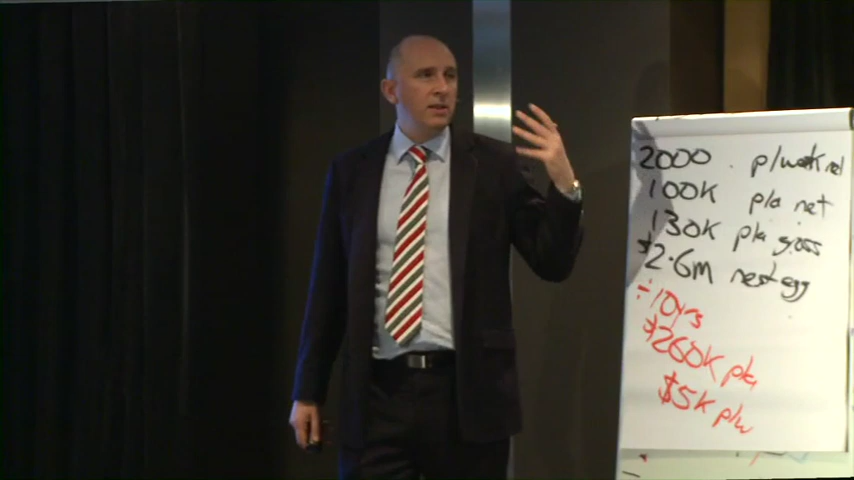 2000 . p/week net
100K p/a net
130K p/a gross
$2.6m nest egg
÷10yrs
$260K p/a
$5K p/w